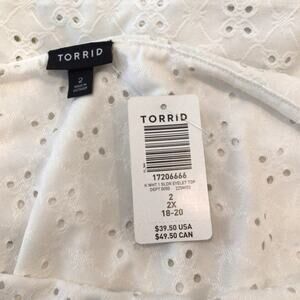 TORRID
2
TORRID
17206666
K WHT 1 SLDR EYELET TOP
2
2X
18-20
$39.50 USA
$49.50 CAN